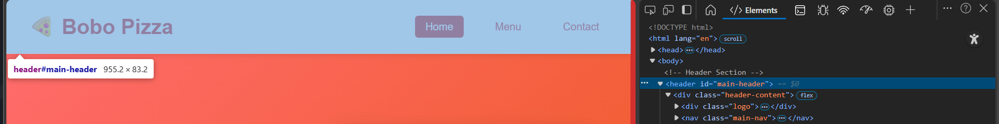 Bobo Pizza
Home Menu Contact
header#main-header 955.2 × 83.2
Elements
<!DOCTYPE html>
<html lang="en"> scroll
<head> ••• </head>
<body>
<!-- Header Section -->
••• <header id="main-header"> == $0
<div class="header-content"> flex
<div class="logo"> ••• </div>
<nav class="main-nav"> ••• </nav>